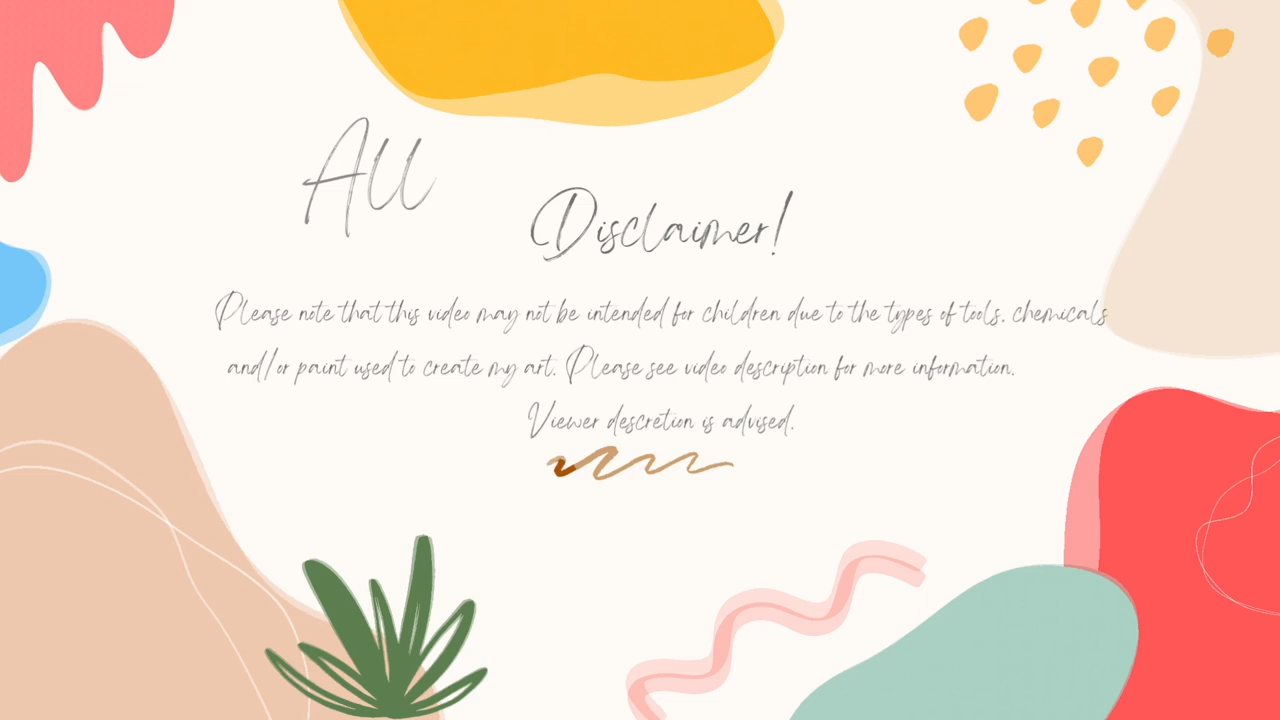 All
Disclaimer!
Please note that this video may not be intended for children due to the types of tools, chemicals
and/or paint used to create my art. Please see video description for more information.
Viewer descretion is advised.